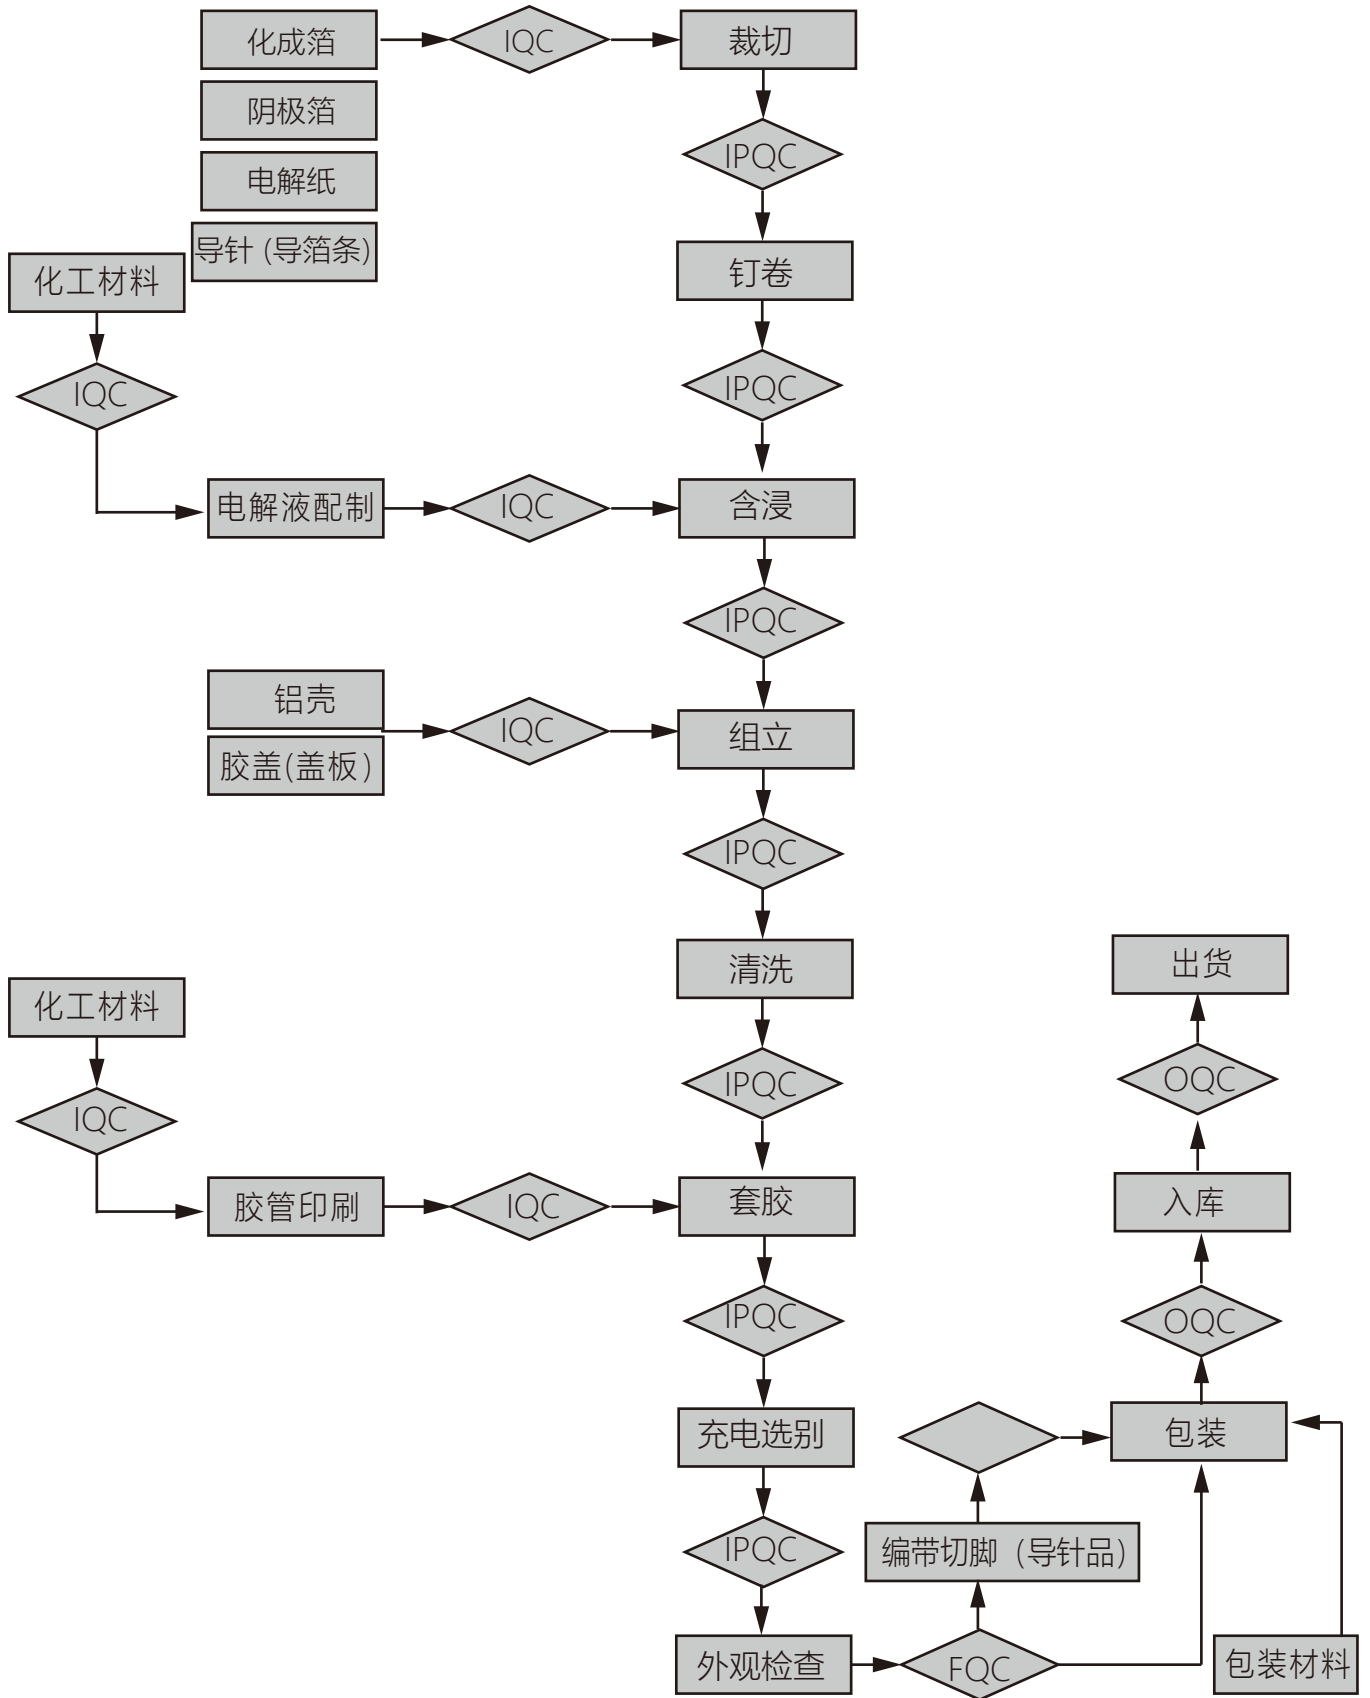 化成箔
IQC
裁切
阴极箔
IPQC
电解纸
导针 (导箔条)
钉卷
化工材料
IQC
IPQC
电解液配制
IQC
含浸
IPQC
铝壳
IQC
组立
胶盖(盖板)
IPQC
清洗
出货
化工材料
IPQC
OQC
IQC
胶管印刷
IQC
套胶
入库
IPQC
OQC
充电选别
包装
IPQC
编带切脚 (导针品)
外观检查
FQC
包装材料